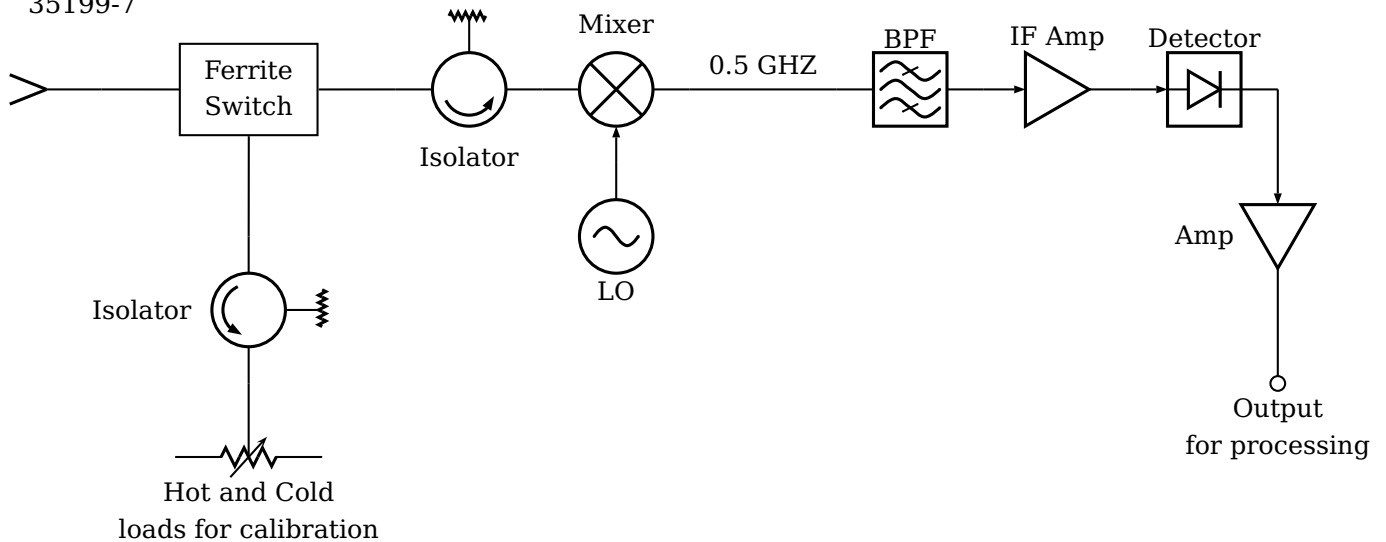 35199-7
Mixer
Ferrite
Switch
0.5 GHZ
BPF
IF Amp
Detector
Isolator
Amp
LO
Isolator
Output
for processing
Hot and Cold
loads for calibration